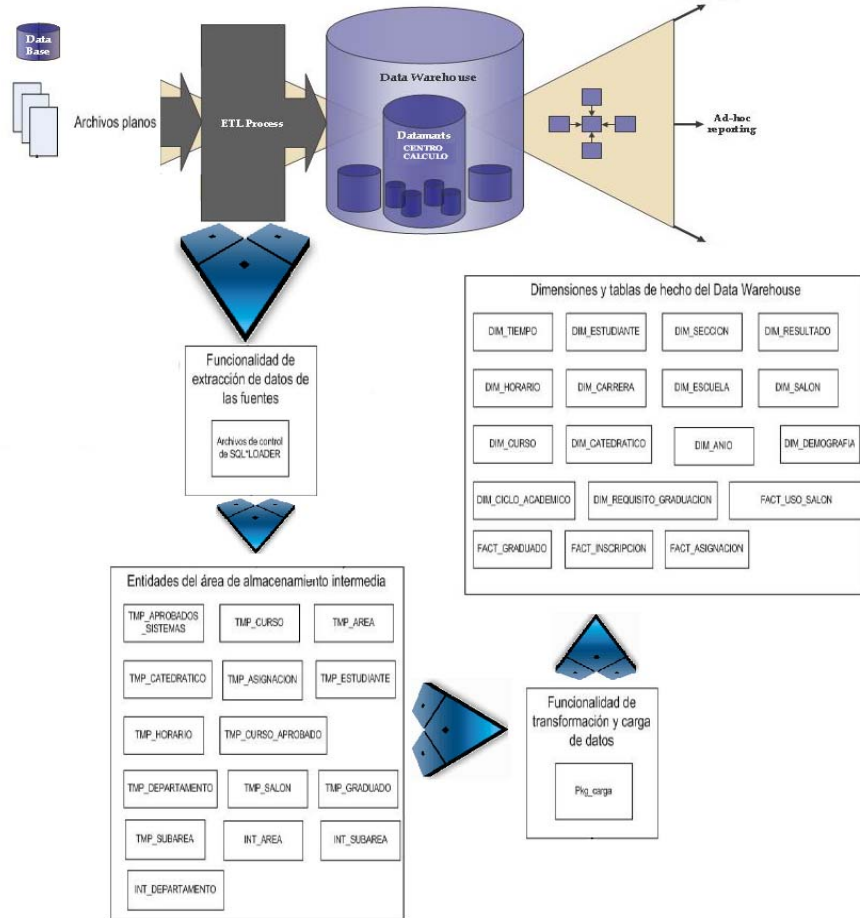 Data
Base
Archivos planos
ETL Process
Data Warehouse
Datamarts
CENTRO
CALCULO
Ad-hoc
reporting
Funcionalidad de
extracción de datos de
las fuentes
Archivos de control
de SQL*LOADER
Dimensiones y tablas de hecho del Data Warehouse
DIM_TIEMPO
DIM_ESTUDIANTE
DIM_SECCION
DIM_RESULTADO
DIM_HORARIO
DIM_CARRERA
DIM_ESCUELA
DIM_SALON
DIM_CURSO
DIM_CATEDRATICO
DIM_ANIO
DIM_DEMOGRAFIA
DIM_CICLO_ACADEMICO
DIM_REQUISITO_GRADUACION
FACT_USO_SALON
FACT_GRADUADO
FACT_INSCRIPCION
FACT_ASIGNACION
Entidades del área de almacenamiento intermedia
TMP_APROBADOS
_SISTEMAS
TMP_CURSO
TMP_AREA
TMP_CATEDRATICO
TMP_ASIGNACION
TMP_ESTUDIANTE
TMP_HORARIO
TMP_CURSO_APROBADO
TMP_DEPARTAMENTO
TMP_SALON
TMP_GRADUADO
TMP_SUBAREA
INT_AREA
INT_SUBAREA
INT_DEPARTAMENTO
Funcionalidad de
transformación y carga
de datos
Pkg_carga